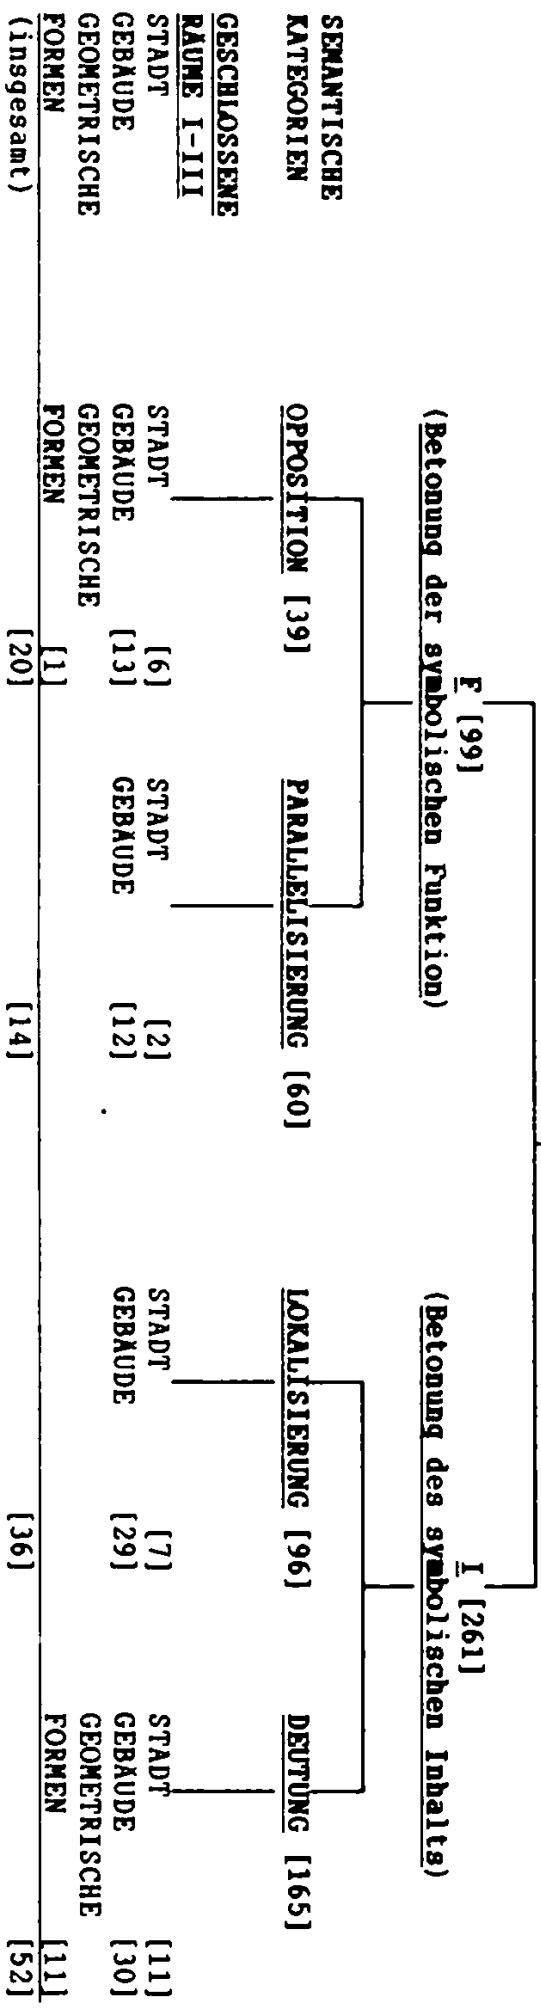 F [99]
(Betonung der symbolischen Funktion)
I [261]
(Betonung des symbolischen Inhalts)
SEMANTISCHE
KATEGORIEN
OPPOSITION [39]
PARALLELISIERUNG [60]
LOKALISIERUNG [96]
DEUTUNG [165]
GESCHLOSSENE
RÄUME I-III
STADT STADT [6] STADT [2] STADT [7] STADT [11]
GEBÄUDE GEBÄUDE [13] GEBÄUDE [12] GEBÄUDE [29] GEBÄUDE [30]
GEOMETRISCHE GEOMETRISCHE GEOMETRISCHE
FORMEN FORMEN [1] FORMEN [11]
(insgesamt) [20] [14] [36] [52]